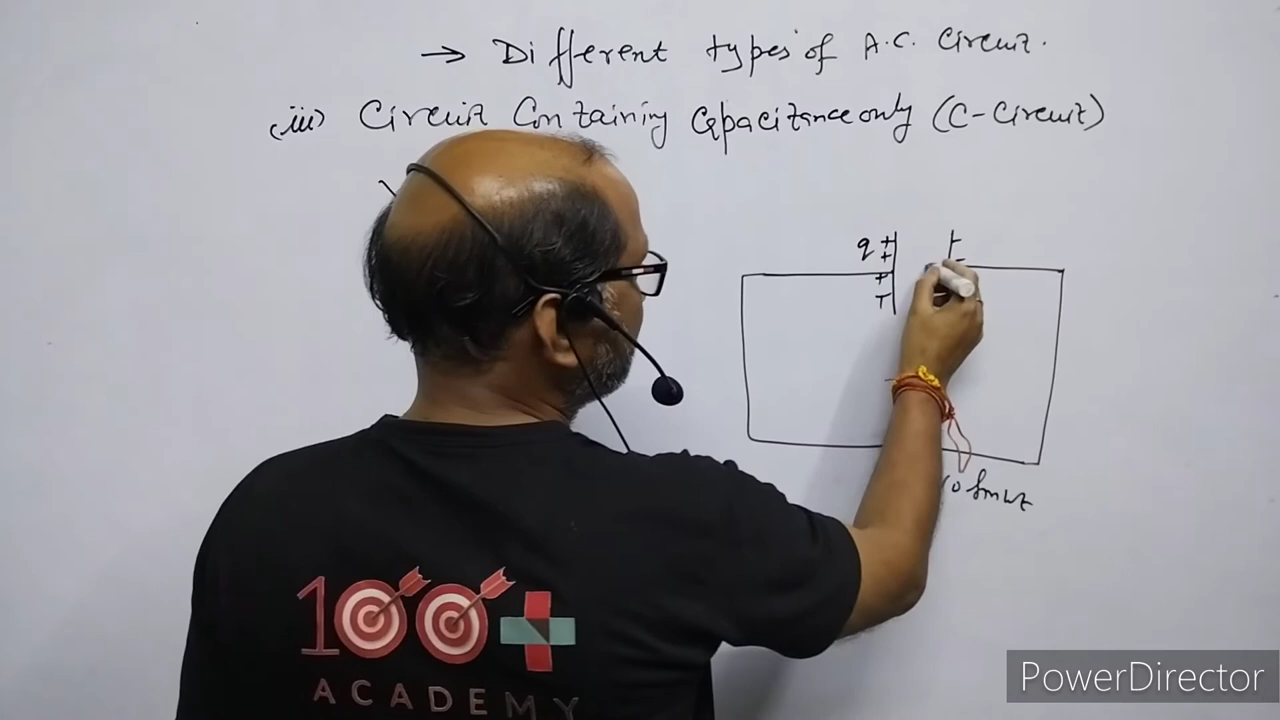 → Different types of A.C. Circuit.
(iii) Circuit Containing Capacitance only (C-Circuit)
q + +
+ +
100+
ACADEMY
PowerDirector